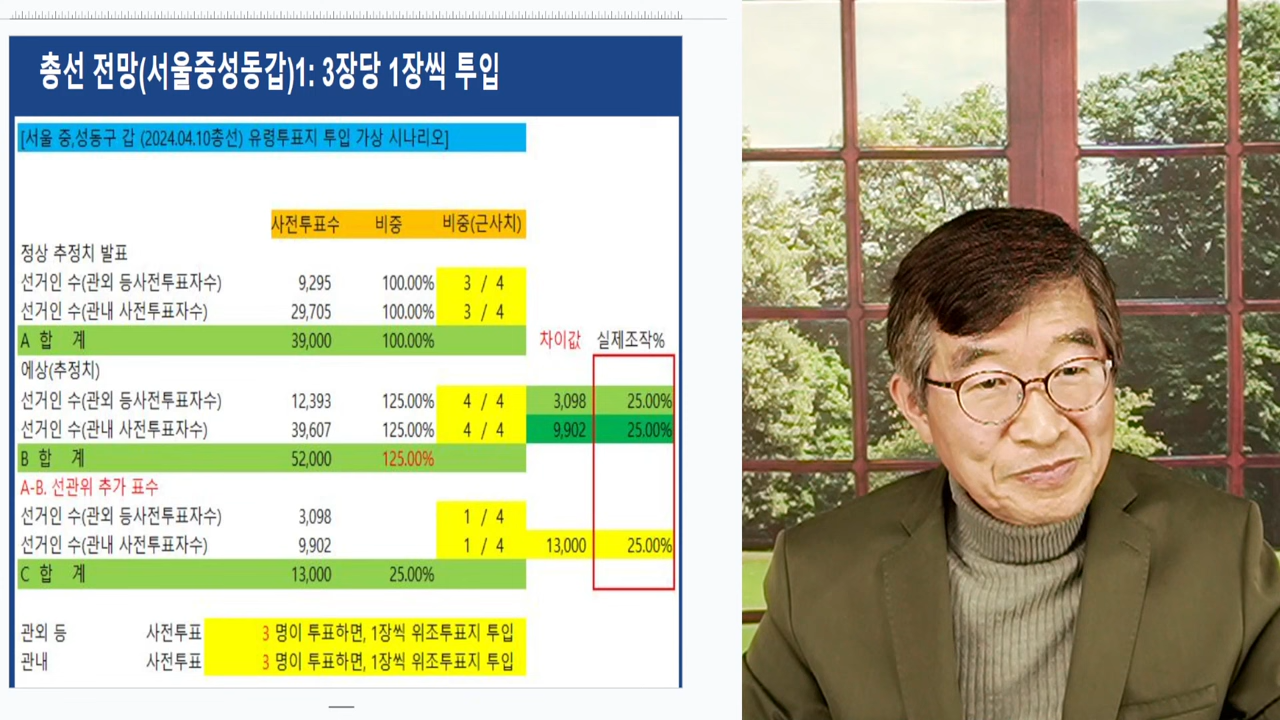 총선 전망(서울중성동갑)1: 3장당 1장씩 투입
[서울 중,성동구 갑 (2024.04.10총선) 유령투표지 투입 가상 시나리오]
사전투표수 비중 비중(근사치)
정상 추정치 발표
선거인 수(관외 등사전투표자수) 9,295 100.00% 3 / 4
선거인 수(관내 사전투표자수) 29,705 100.00% 3 / 4
A 합 계 39,000 100.00% 차이값 실제조작%
에상(추정치)
선거인 수(관외 등사전투표자수) 12,393 125.00% 4 / 4 3,098 25.00%
선거인 수(관내 사전투표자수) 39,607 125.00% 4 / 4 9,902 25.00%
B 합 계 52,000 125.00%
A-B. 선관위 추가 표수
선거인 수(관외 등사전투표자수) 3,098 1 / 4
선거인 수(관내 사전투표자수) 9,902 1 / 4 13,000 25.00%
C 합 계 13,000 25.00%
관외 등 사전투표 3 명이 투표하면, 1장씩 위조투표지 투입
관내 사전투표 3 명이 투표하면, 1장씩 위조투표지 투입